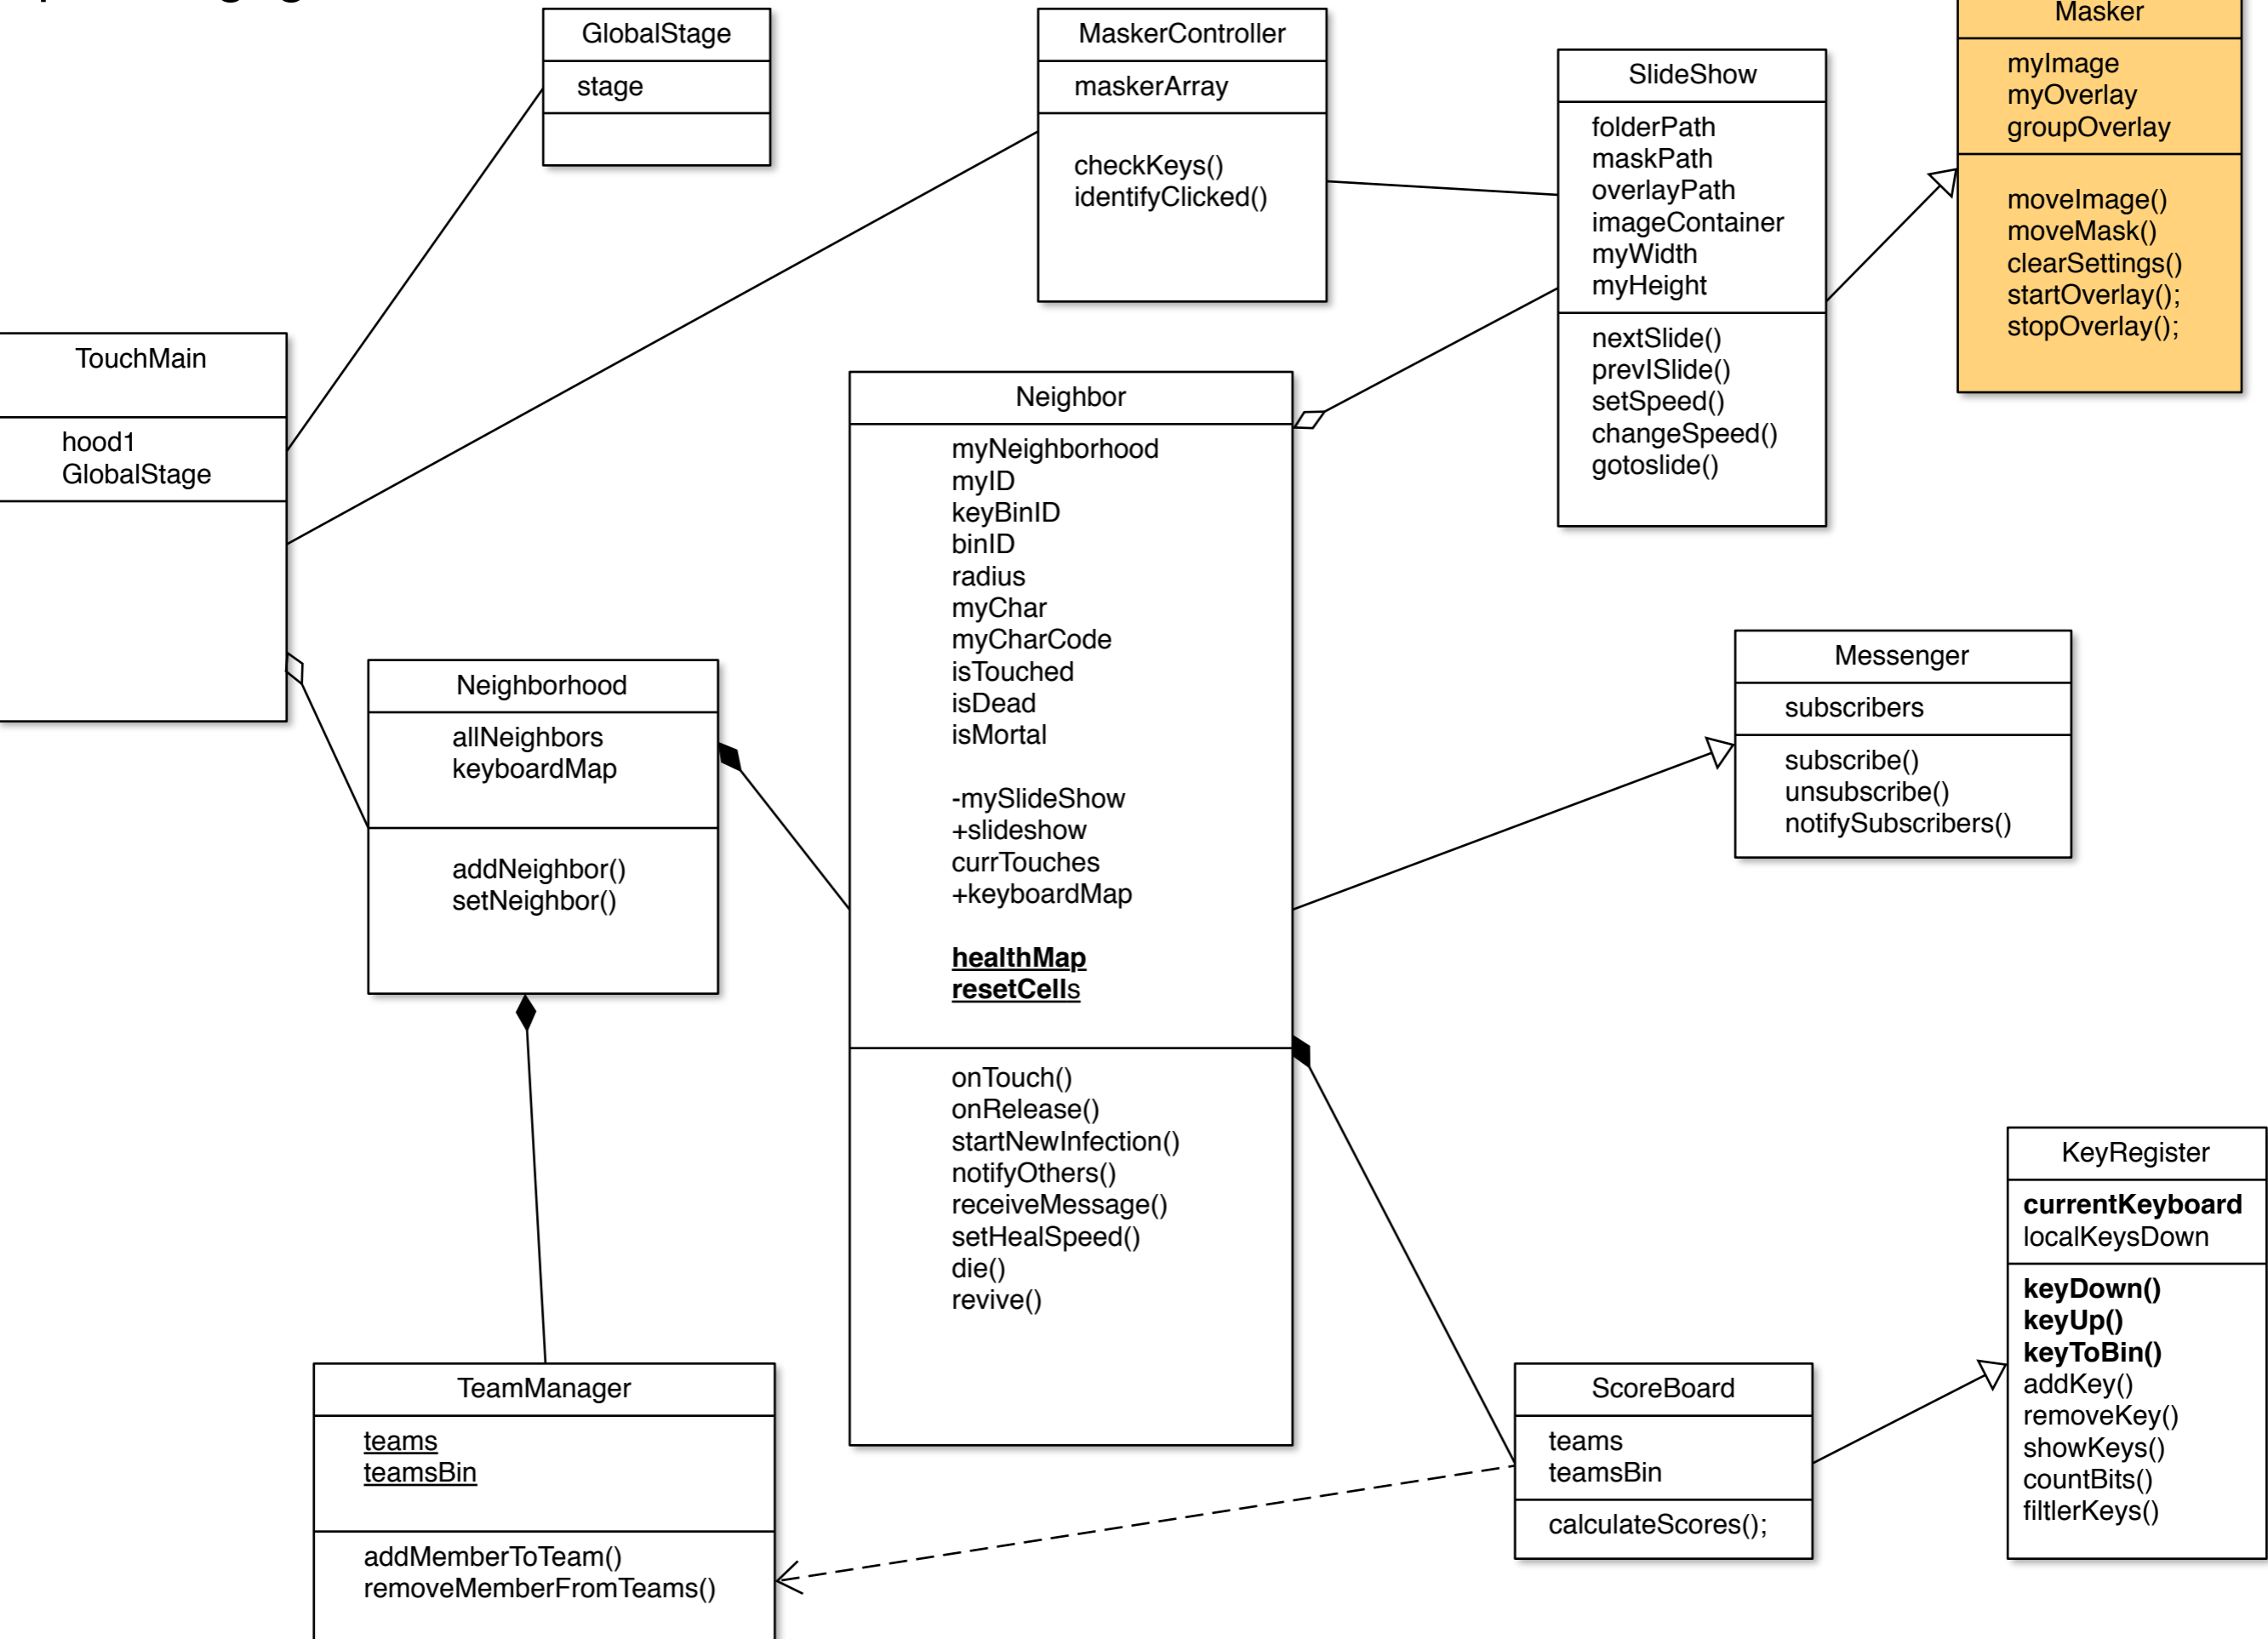 GlobalStage
stage
MaskerController
maskerArray
checkKeys()
identifyClicked()
SlideShow
folderPath
maskPath
overlayPath
imageContainer
myWidth
myHeight
nextSlide()
prevISlide()
setSpeed()
changeSpeed()
gotoslide()
Masker
myImage
myOverlay
groupOverlay
moveImage()
moveMask()
clearSettings()
startOverlay();
stopOverlay();
TouchMain
hood1
GlobalStage
Neighborhood
allNeighbors
keyboardMap
addNeighbor()
setNeighbor()
Neighbor
myNeighborhood
myID
keyBinID
binID
radius
myChar
myCharCode
isTouched
isDead
isMortal
-mySlideShow
+slideshow
currTouches
+keyboardMap
healthMap
resetCells
onTouch()
onRelease()
startNewInfection()
notifyOthers()
receiveMessage()
setHealSpeed()
die()
revive()
Messenger
subscribers
subscribe()
unsubscribe()
notifySubscribers()
TeamManager
teams
teamsBin
addMemberToTeam()
removeMemberFromTeams()
ScoreBoard
teams
teamsBin
calculateScores();
KeyRegister
currentKeyboard
localKeysDown
keyDown()
keyUp()
keyToBin()
addKey()
removeKey()
showKeys()
countBits()
filtlerKeys()